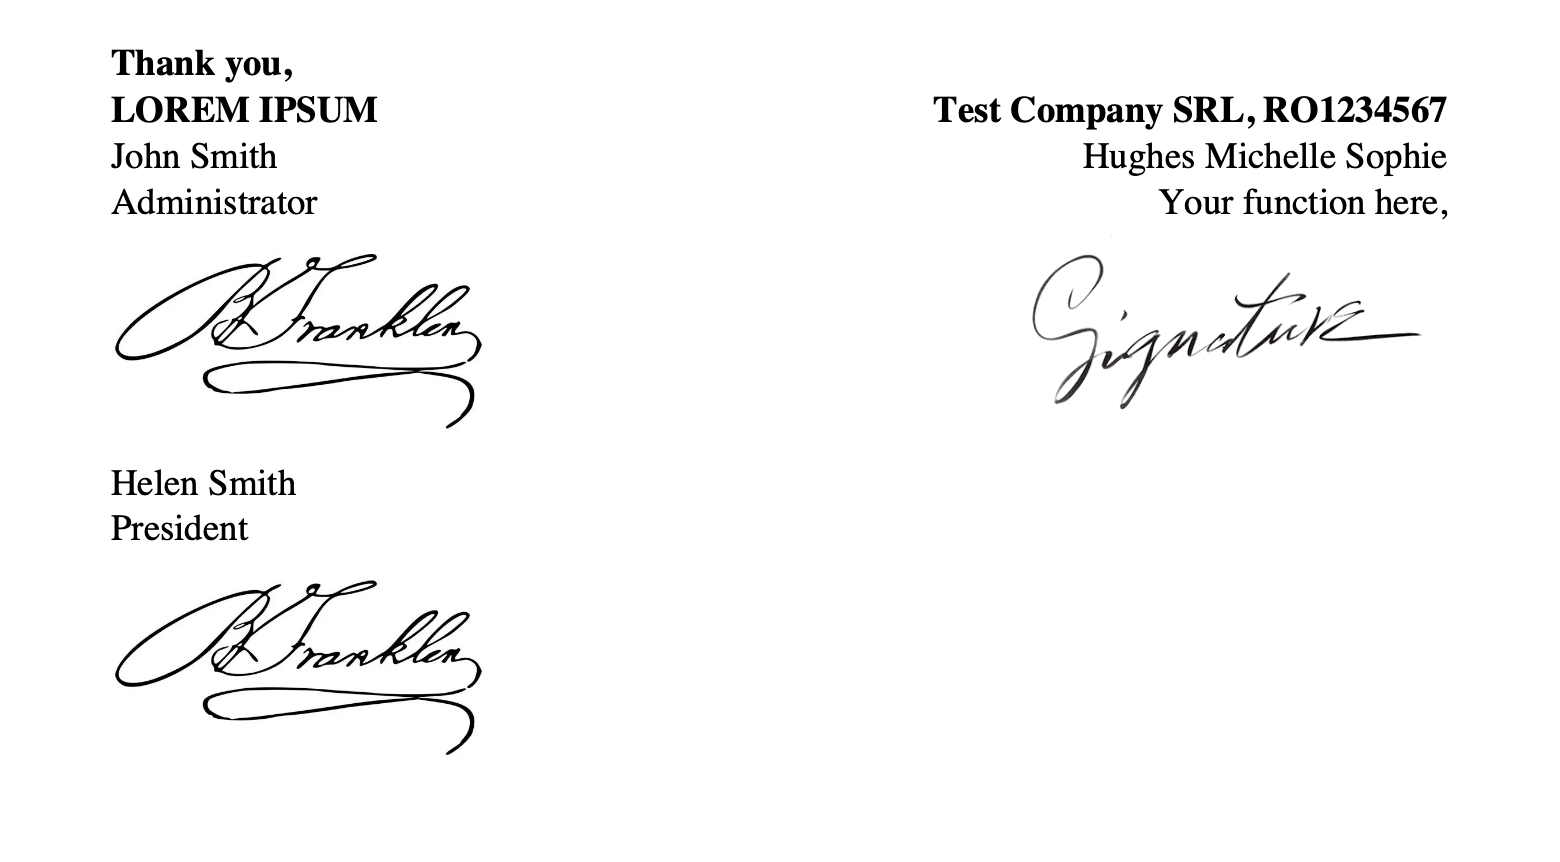 Thank you,
LOREM IPSUM
John Smith
Administrator
B Franklin
Helen Smith
President
B Franklin
Test Company SRL, RO1234567
Hughes Michelle Sophie
Your function here,
Signature